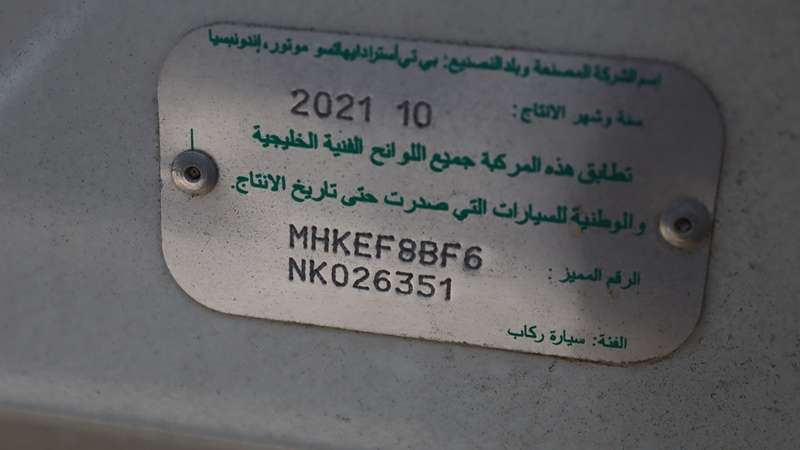 اسم الشركة المصنعة وبلد التصنيع: بي تي أسترا دايهاتسو موتور، إندونيسيا
سنة وشهر الانتاج: 2021 10
تطابق هذه المركبة جميع اللوائح الفنية الخليجية
والوطنية للسيارات التي صدرت حتى تاريخ الانتاج.
الرقم المميز: MHKEF8BF6
NK026351
الفئة: سيارة ركاب